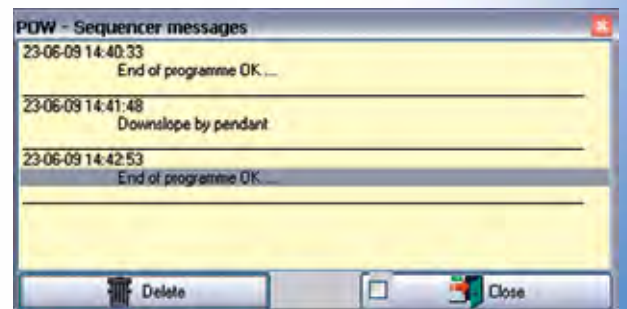 POW - Sequencer messages
23-06-09 14:40:33
End of programme OK ...
23-06-09 14:41:48
Downslope by pendant
23-06-09 14:42:53
End of programme OK ...
Delete
Close